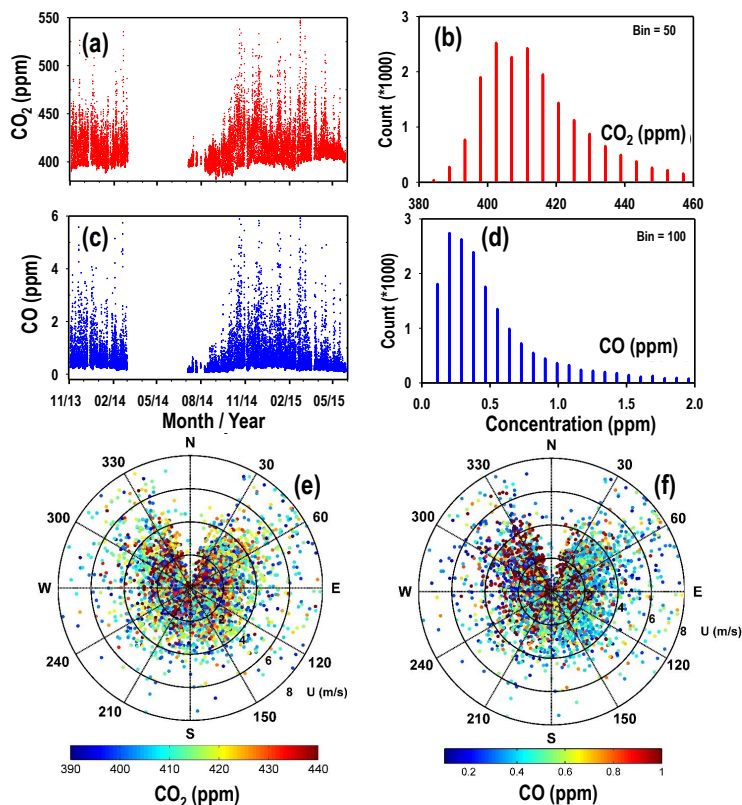 550
500
450
400
CO₂ (ppm)
(a)
3
2
1
0
Count (*1000)
(b)
Bin = 50
CO₂ (ppm)
380 400 420 440 460
6
4
2
0
CO (ppm)
(c)
11/13 02/14 05/14 08/14 11/14 02/15 05/15
Month / Year
3
2
1
0
Count (*1000)
(d)
Bin = 100
CO (ppm)
0.0 0.5 1.0 1.5 2.0
Concentration (ppm)
N
330 30
(e)
300 60
W E
2
4
6
8 U (m/s)
240 120
210 150
S
390 400 410 420 430 440
CO₂ (ppm)
N
330 30
(f)
300 60
W E
4
6
8 U (m/s)
240 120
210 150
S
0.2 0.4 0.6 0.8 1
CO (ppm)